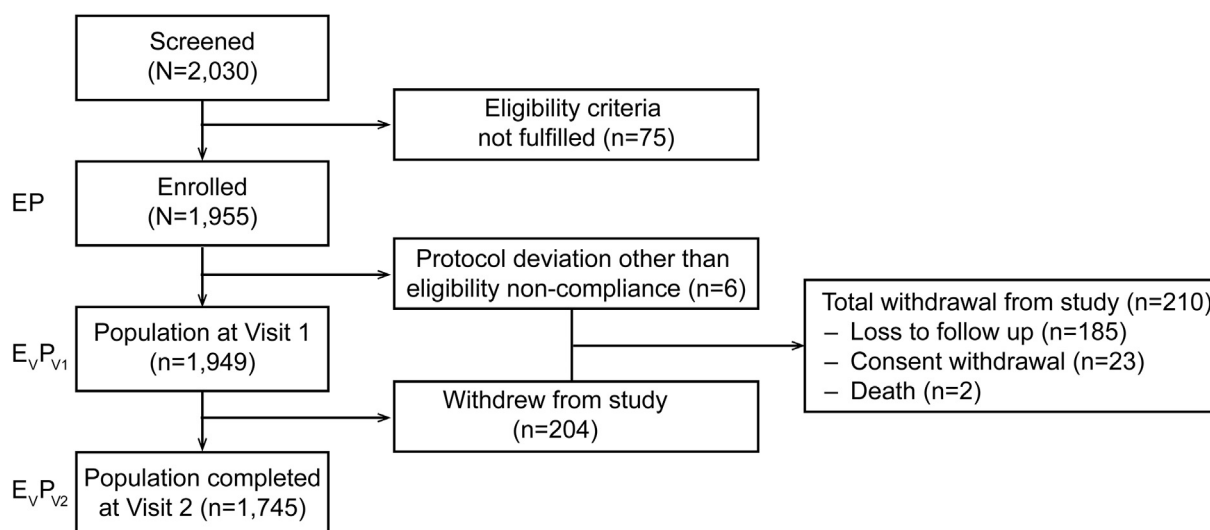 Screened
(N=2,030)
Eligibility criteria
not fulfilled (n=75)
EP
Enrolled
(N=1,955)
Protocol deviation other than
eligibility non-compliance (n=6)
Total withdrawal from study (n=210)
– Loss to follow up (n=185)
– Consent withdrawal (n=23)
– Death (n=2)
EVPV1
Population at Visit 1
(n=1,949)
Withdrew from study
(n=204)
EVPV2
Population completed
at Visit 2 (n=1,745)